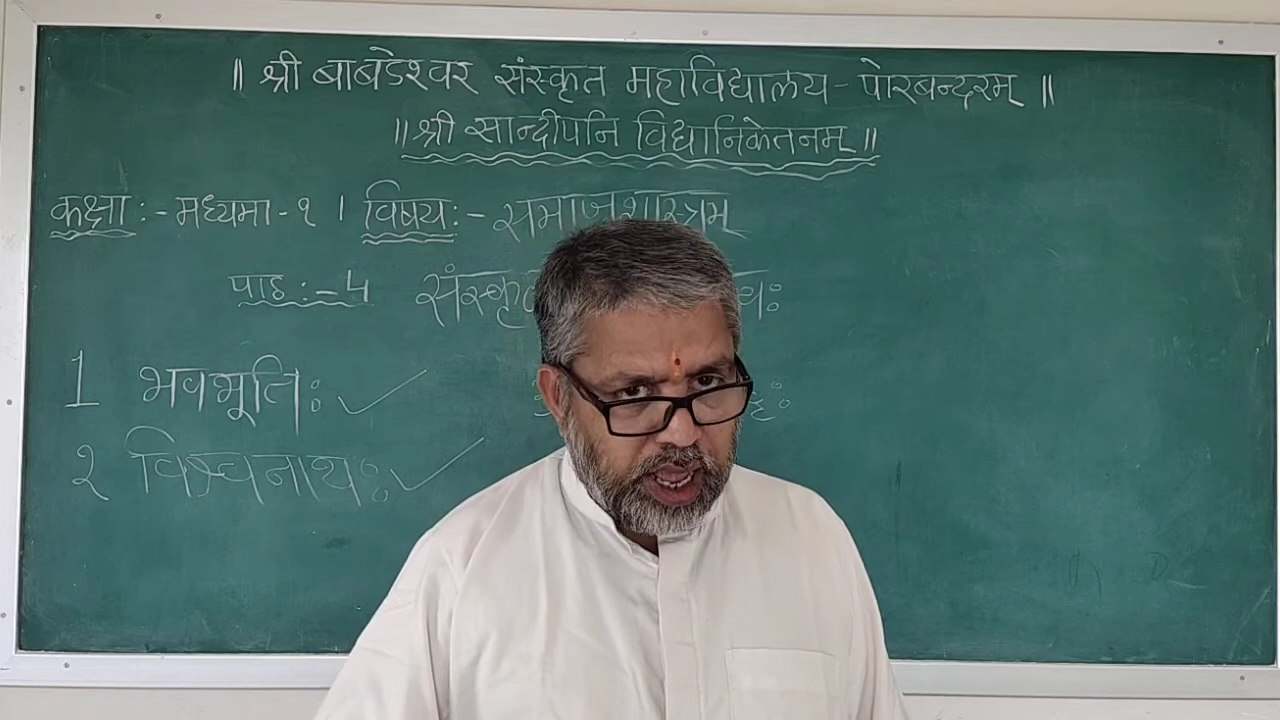 ॥ श्री बाबडेश्वर संस्कृत महाविद्यालय - पोरबन्दरम् ॥
॥ श्री सान्दीपनि विद्यानिकेतनम् ॥
कक्षाः - मध्यमा - १ । विषयः - समाजशास्त्रम्
पाठः - 5
1 भवभूतिः ✓
२ विश्वनाथः ✓